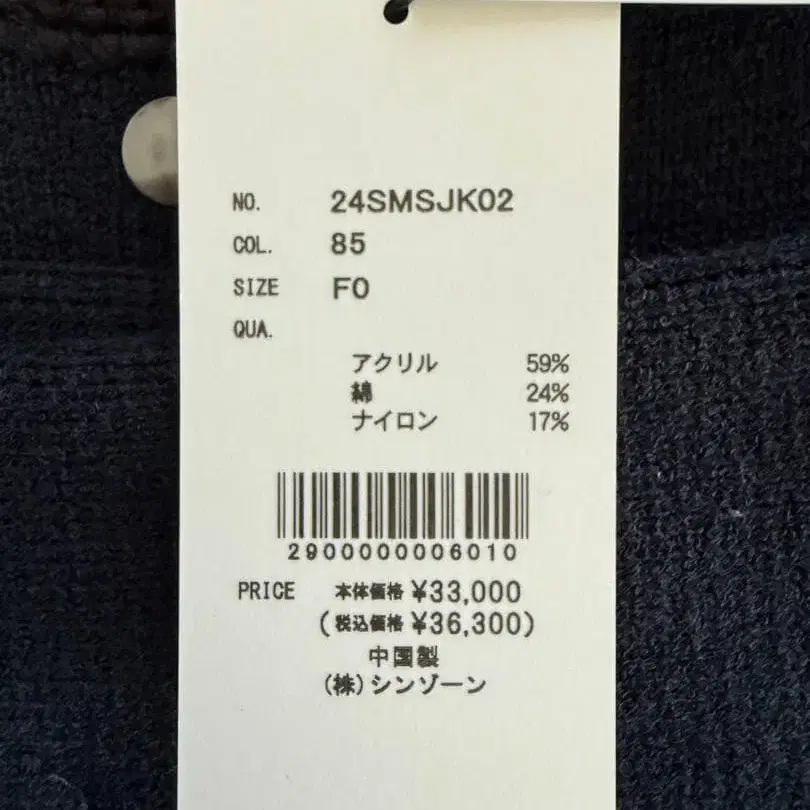 NO. 24SMSJK02
COL. 85
SIZE F0
QUA.
アクリル 59%
綿 24%
ナイロン 17%
2900000006010
PRICE 本体価格 ¥33,000
(税込価格 ¥36,300)
中国製
(株)シンゾーン